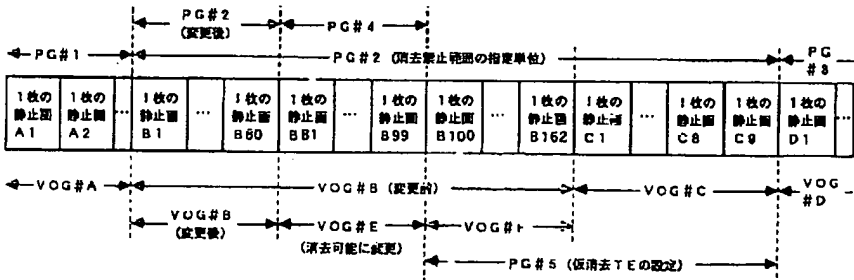 PG#2
(変更後)
PG#4
PG#1
PG#2 (消去禁止範囲の指定単位)
PG
#3
1枚の
静止画
A1
1枚の
静止画
A2
…
1枚の
静止画
B1
…
1枚の
静止画
B80
1枚の
静止画
B81
…
1枚の
静止画
B99
1枚の
静止画
B100
…
1枚の
静止画
B162
1枚の
静止画
C1
…
1枚の
静止画
C8
1枚の
静止画
C9
1枚の
静止画
D1
…
VOG#A
VOG#B (変更前)
VOG#C
VOG
#D
VOG#B
(変更後)
VOG#E
(消去可能に変更)
VOG#F
PG#5 (仮消去TEの設定)